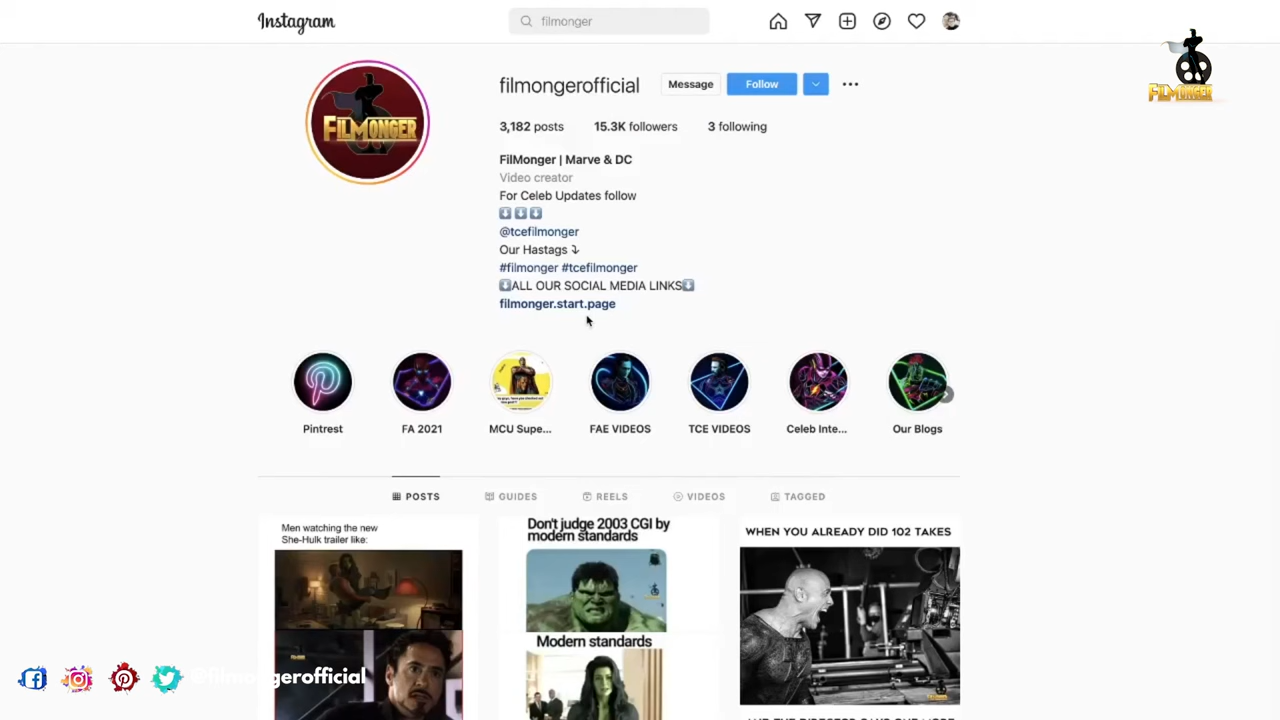 Instagram
filmonger
FILMONGER
FILMONGER
filmongerofficial
Message
Follow
3,182 posts
15.3K followers
3 following
FilMonger | Marve & DC
Video creator
For Celeb Updates follow
⬇️⬇️⬇️
@tcefilmonger
Our Hastags ⤵
#filmonger #tcefilmonger
⬇️ALL OUR SOCIAL MEDIA LINKS⬇️
filmonger.start.page
Pintrest
FA 2021
MCU Supe...
FAE VIDEOS
TCE VIDEOS
Celeb Inte...
Our Blogs
POSTS
GUIDES
REELS
VIDEOS
TAGGED
Men watching the new
She-Hulk trailer like:
Don't judge 2003 CGI by
modern standards
Modern standards
WHEN YOU ALREADY DID 102 TAKES
@filmongerofficial